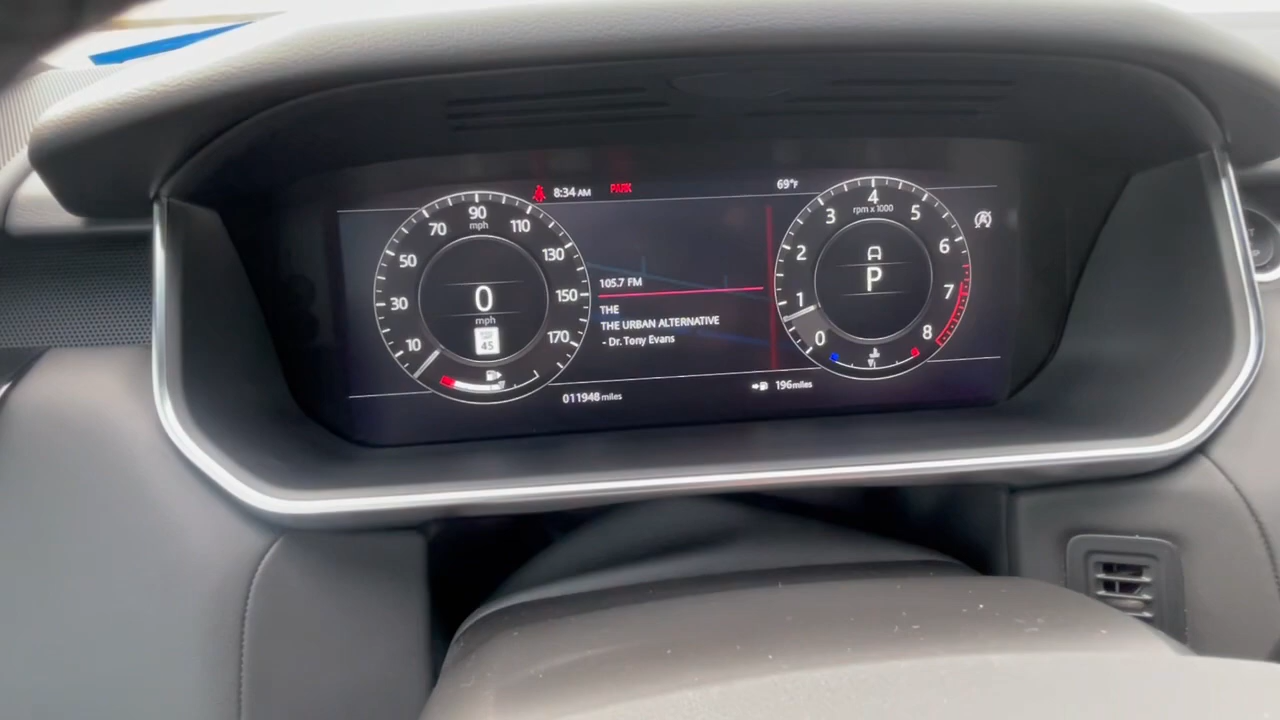 8:34 AM
PARK
69°F
10
30
50
70
90
mph
110
130
150
170
0
mph
45
105.7 FM
THE
THE URBAN ALTERNATIVE
- Dr. Tony Evans
0
1
2
3
4
rpm x 1000
5
6
7
8
A
P
A
011948 miles
196 miles